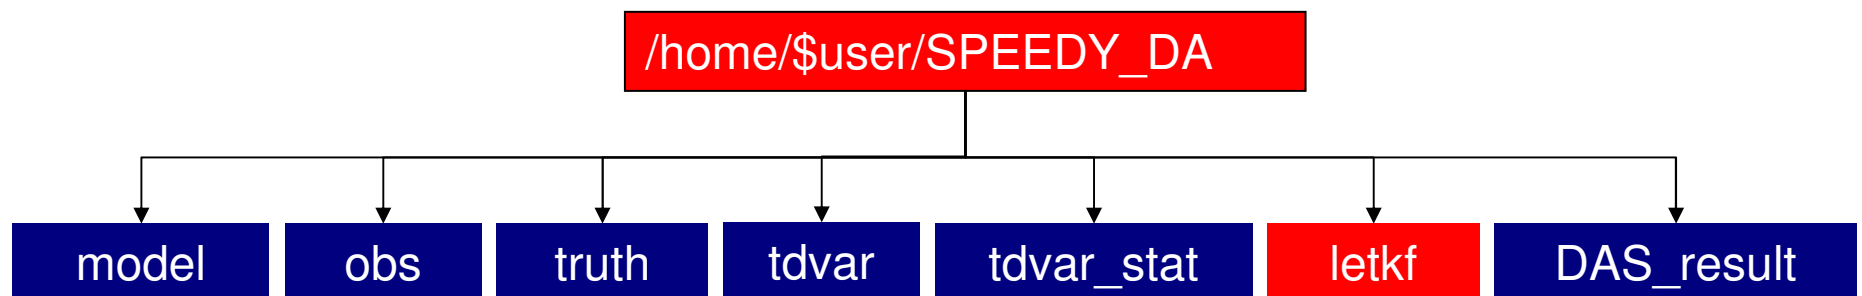 /home/$user/SPEEDY_DA
model
obs
truth
tdvar
tdvar_stat
letkf
DAS_result